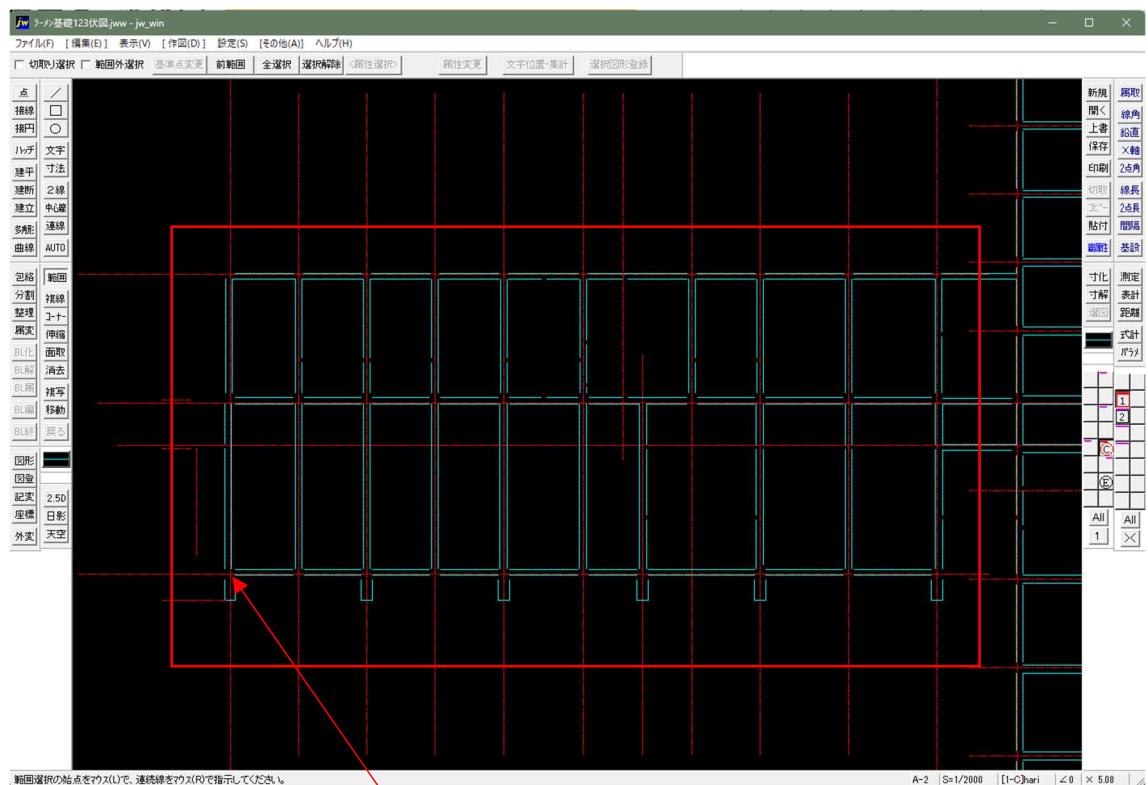 ラーメン基礎123伏図.jww - jw_win
ファイル(F) [編集(E)] 表示(V) [作図(D)] 設定(S) [その他(A)] ヘルプ(H)
切取り選択 範囲外選択 基準点変更 前範囲 全選択 選択解除 <属性選択> 属性変更 文字位置・集計 選択図形登録
点 ／
接線 □
接円 ○
ハッチ 文字
建平 寸法
建断 2線
建立 中心線
多角形 連線
曲線 AUTO
包絡 範囲
分割 複線
整理 コーナー
属変 伸縮
BL化 面取
BL解 消去
BL属 複写
BL編 移動
BL終 戻る
図形
図登
記変 2.5D
座標 日影
外変 天空
新規 属取
開く 線角
上書 鉛直
保存 ×軸
印刷 2点角
切取 線長
コピー 2点長
貼付 間隔
線属性 基設
寸化 測定
寸解 表計
選図 距離
式計
パラメ
1
2
C
E
All All
1 ×
範囲選択の始点をマウス(L)で、連続線をマウス(R)で指示してください。
A-2 S=1/2000 [1-C]hari ∠0 × 5.08